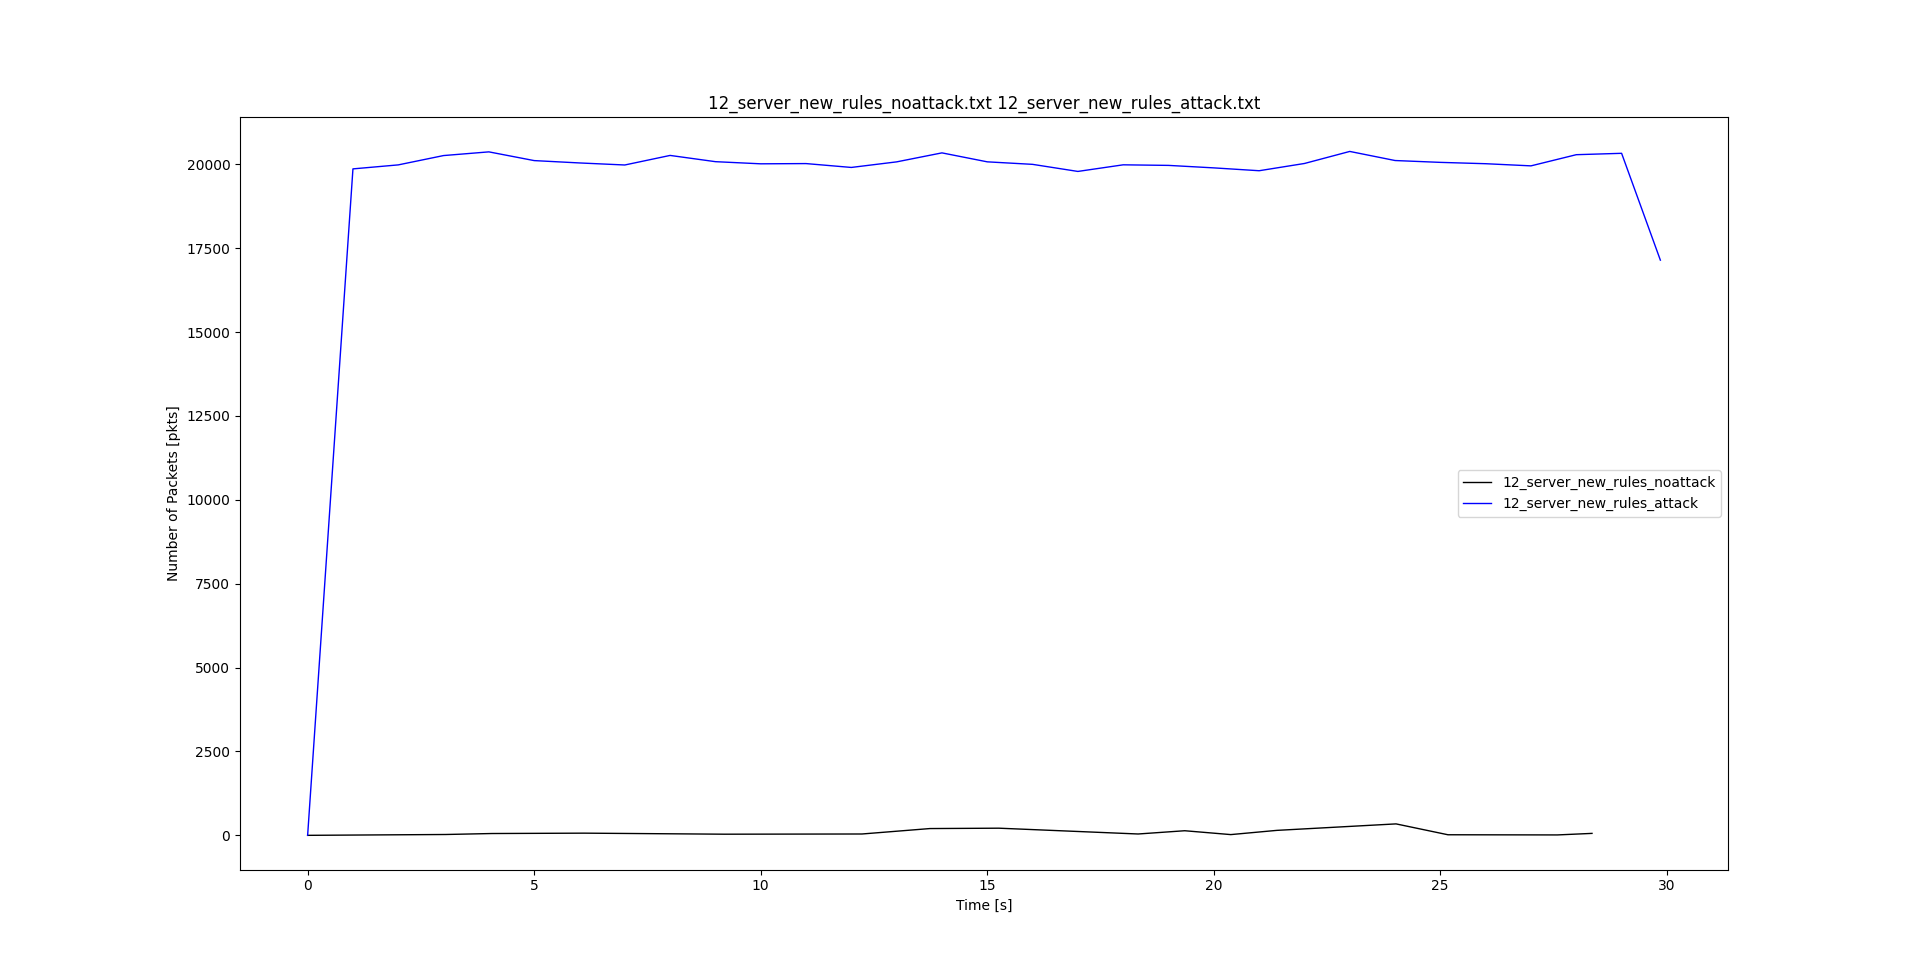 12_server_new_rules_noattack.txt 12_server_new_rules_attack.txt
20000
17500
15000
12500
10000
7500
5000
2500
0
Number of Packets [pkts]
12_server_new_rules_noattack
12_server_new_rules_attack
0 5 10 15 20 25 30
Time [s]